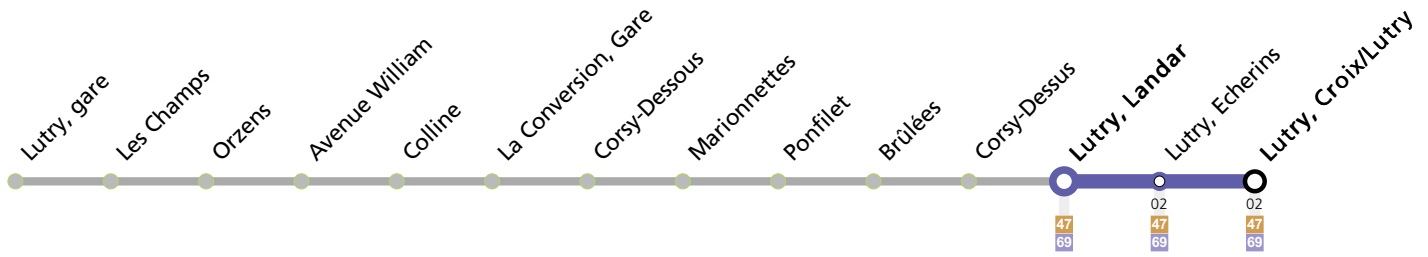 Lutry, gare
Les Champs
Orzens
Avenue William
Colline
La Conversion, Gare
Corsy-Dessous
Marionnettes
Ponfilet
Brûlées
Corsy-Dessus
Lutry, Landar
Lutry, Echerins
Lutry, Croix/Lutry
02
02
47
47
47
69
69
69